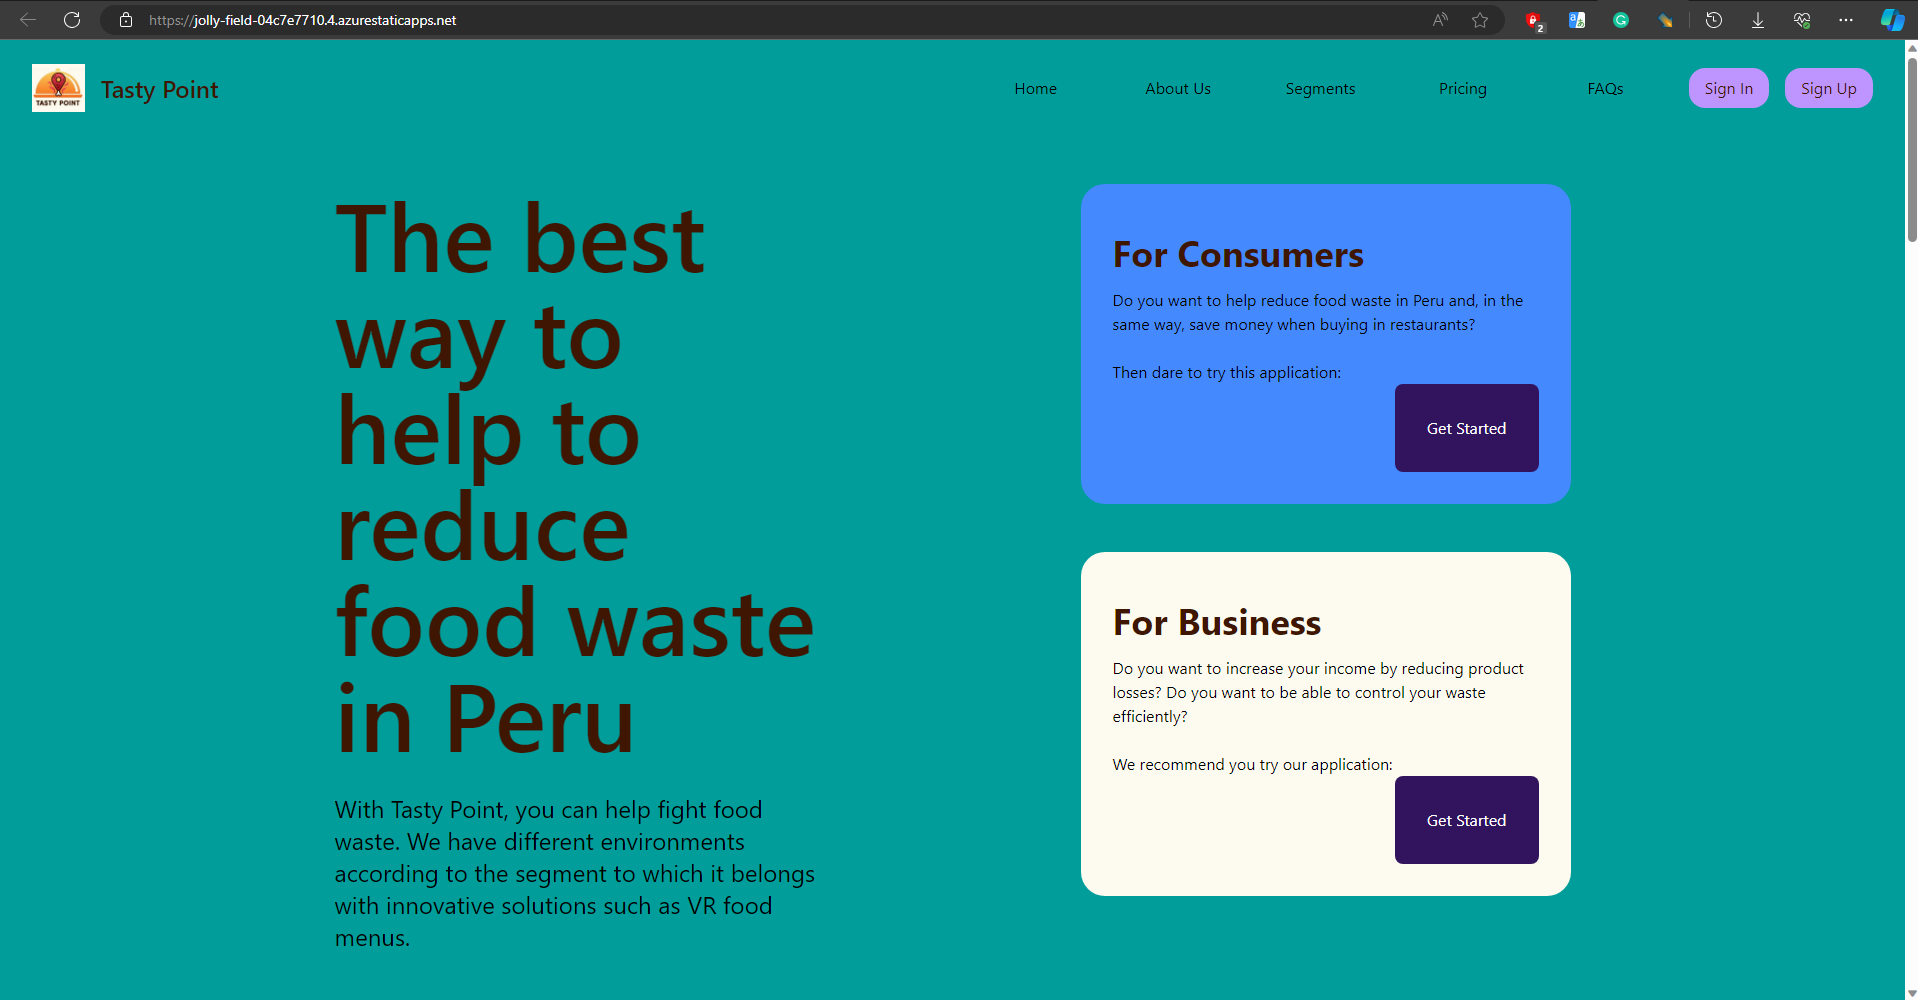 https://jolly-field-04c7e7710.4.azurestaticapps.net
2
TASTY POINT
Tasty Point
Home
About Us
Segments
Pricing
FAQs
Sign In
Sign Up
The best
way to
help to
reduce
food waste
in Peru
With Tasty Point, you can help fight food
waste. We have different environments
according to the segment to which it belongs
with innovative solutions such as VR food
menus.
For Consumers
Do you want to help reduce food waste in Peru and, in the
same way, save money when buying in restaurants?
Then dare to try this application:
Get Started
For Business
Do you want to increase your income by reducing product
losses? Do you want to be able to control your waste
efficiently?
We recommend you try our application:
Get Started